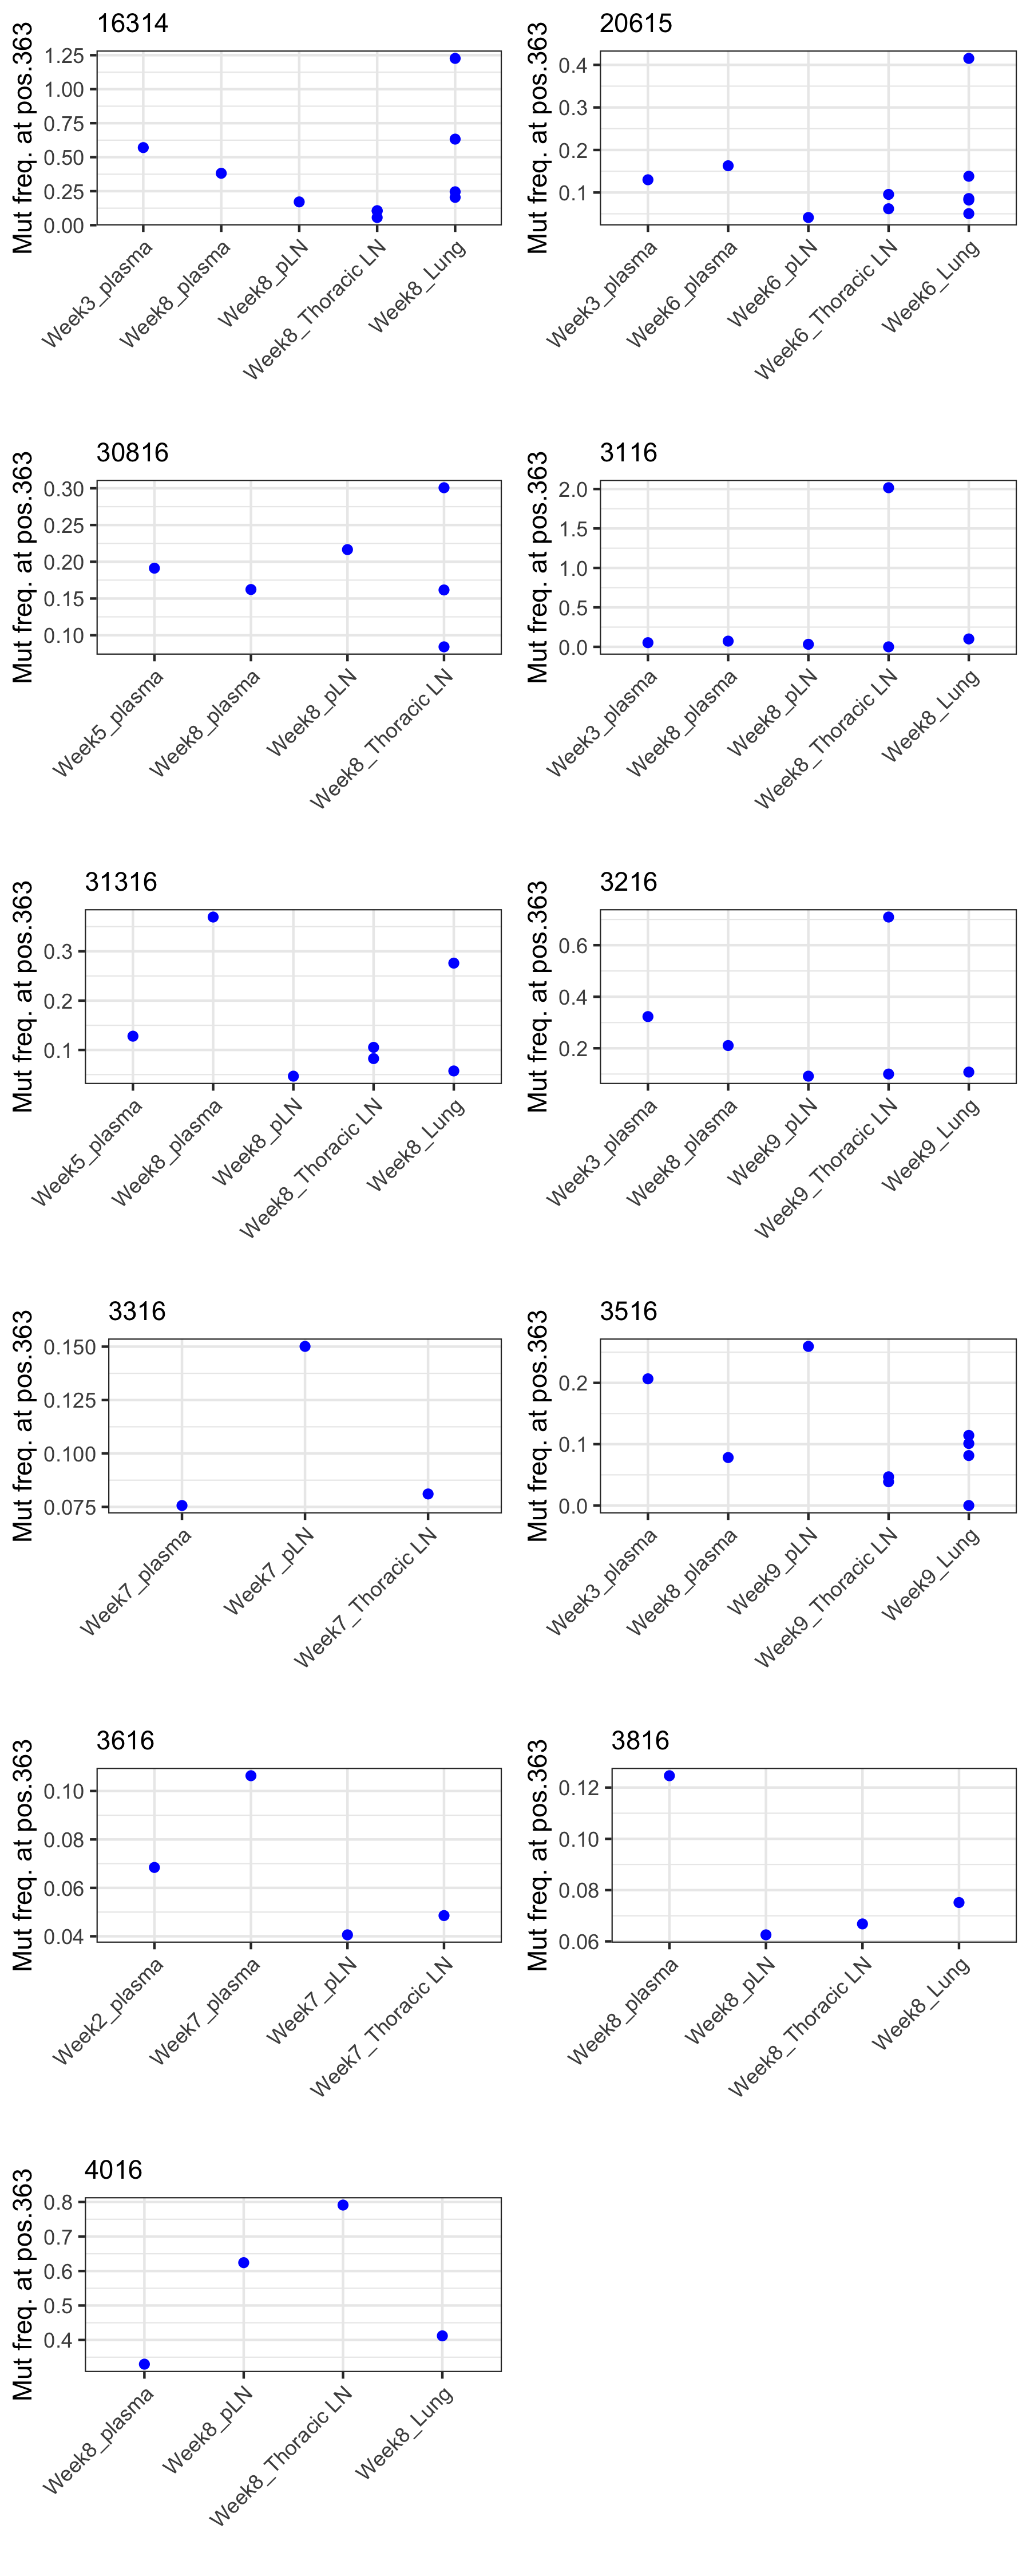 16314
Mut freq. at pos.363
1.25
1.00
0.75
0.50
0.25
0.00
Week3_plasma
Week8_plasma
Week8_pLN
Week8_Thoracic LN
Week8_Lung
20615
Mut freq. at pos.363
0.4
0.3
0.2
0.1
Week3_plasma
Week6_plasma
Week6_pLN
Week6_Thoracic LN
Week6_Lung
30816
Mut freq. at pos.363
0.30
0.25
0.20
0.15
0.10
Week5_plasma
Week8_plasma
Week8_pLN
Week8_Thoracic LN
3116
Mut freq. at pos.363
2.0
1.5
1.0
0.5
0.0
Week3_plasma
Week8_plasma
Week8_pLN
Week8_Thoracic LN
Week8_Lung
31316
Mut freq. at pos.363
0.3
0.2
0.1
Week5_plasma
Week8_plasma
Week8_pLN
Week8_Thoracic LN
Week8_Lung
3216
Mut freq. at pos.363
0.6
0.4
0.2
Week3_plasma
Week8_plasma
Week9_pLN
Week9_Thoracic LN
Week9_Lung
3316
Mut freq. at pos.363
0.150
0.125
0.100
0.075
Week7_plasma
Week7_pLN
Week7_Thoracic LN
3516
Mut freq. at pos.363
0.2
0.1
0.0
Week3_plasma
Week8_plasma
Week9_pLN
Week9_Thoracic LN
Week9_Lung
3616
Mut freq. at pos.363
0.10
0.08
0.06
0.04
Week2_plasma
Week7_plasma
Week7_pLN
Week7_Thoracic LN
3816
Mut freq. at pos.363
0.12
0.10
0.08
0.06
Week8_plasma
Week8_pLN
Week8_Thoracic LN
Week8_Lung
4016
Mut freq. at pos.363
0.8
0.7
0.6
0.5
0.4
Week8_plasma
Week8_pLN
Week8_Thoracic LN
Week8_Lung